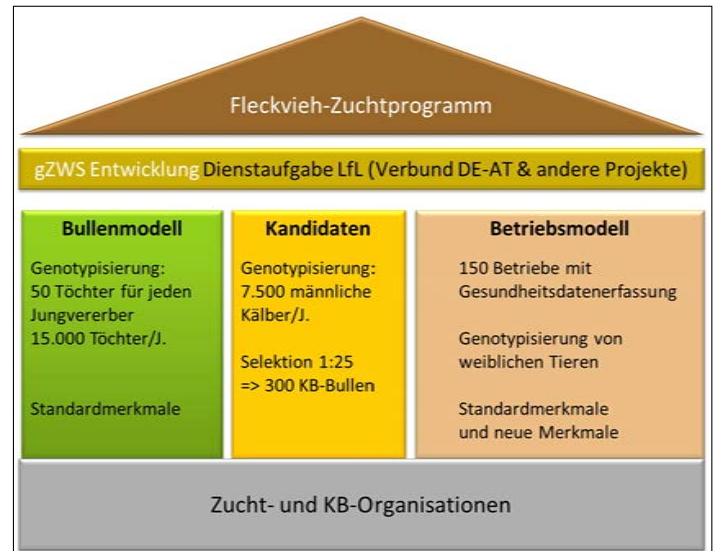 Fleckvieh-Zuchtprogramm
gZWS Entwicklung Dienstaufgabe LfL (Verbund DE-AT & andere Projekte)
Bullenmodell
Genotypisierung:
50 Töchter für jeden
Jungvererber
15.000 Töchter/J.
Standardmerkmale
Kandidaten
Genotypisierung:
7.500 männliche
Kälber/J.
Selektion 1:25
=> 300 KB-Bullen
Betriebsmodell
150 Betriebe mit
Gesundheitsdatenerfassung
Genotypisierung von
weiblichen Tieren
Standardmerkmale
und neue Merkmale
Zucht- und KB-Organisationen